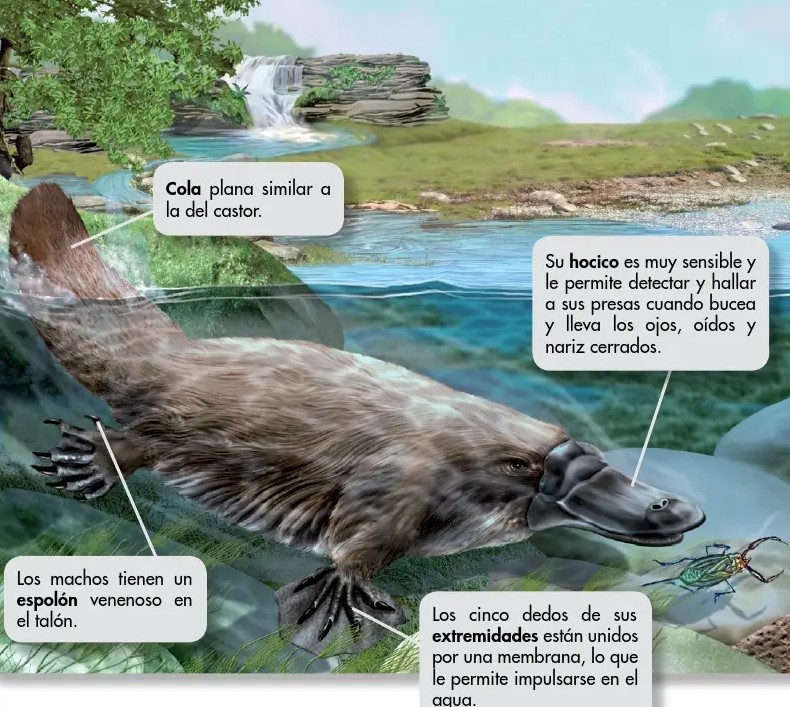 Cola plana similar a
la del castor.
Su hocico es muy sensible y
le permite detectar y hallar
a sus presas cuando bucea
y lleva los ojos, oídos y
nariz cerrados.
Los machos tienen un
espolón venenoso en
el talón.
Los cinco dedos de sus
extremidades están unidos
por una membrana, lo que
le permite impulsarse en el
agua.